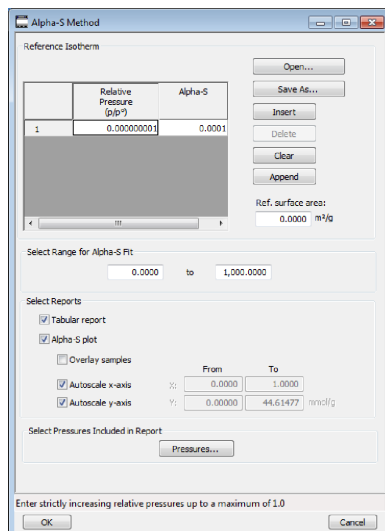 Alpha-S Method
Reference Isotherm
Relative Pressure (p/p°) Alpha-S
1 0.000000001 0.0001
Open...
Save As...
Insert
Delete
Clear
Append
Ref. surface area:
0.0000 m²/g
Select Range for Alpha-S Fit
0.0000 to 1,000.0000
Select Reports
Tabular report
Alpha-S plot
Overlay samples
From To
Autoscale x-axis X: 0.0000 1.0000
Autoscale y-axis Y: 0.00000 44.61477 mmol/g
Select Pressures Included in Report
Pressures...
Enter strictly increasing relative pressures up to a maximum of 1.0
OK Cancel